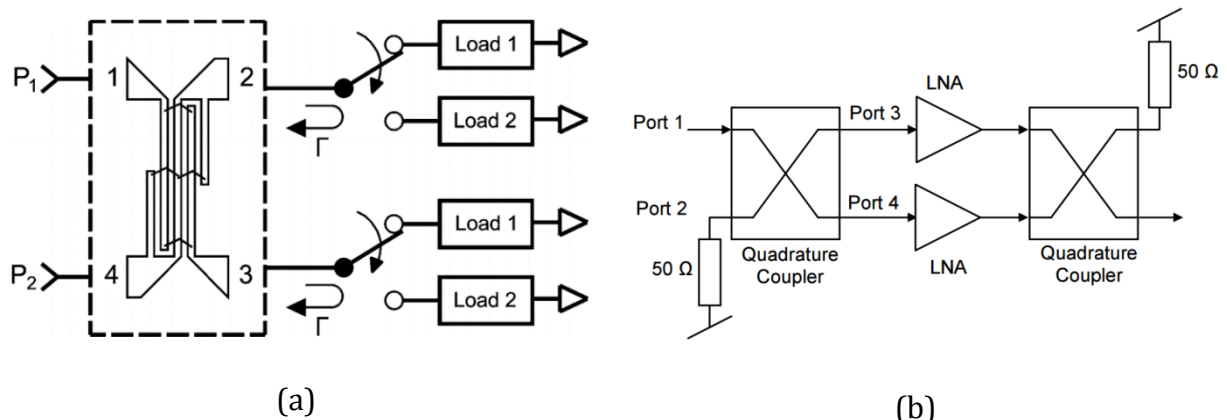 P1
1
2
4
3
P2
Γ
Load 1
Load 2
Γ
Load 1
Load 2
(a)
50 Ω
LNA
Port 1
Port 3
Port 2
Port 4
50 Ω
Quadrature
Coupler
LNA
Quadrature
Coupler
(b)